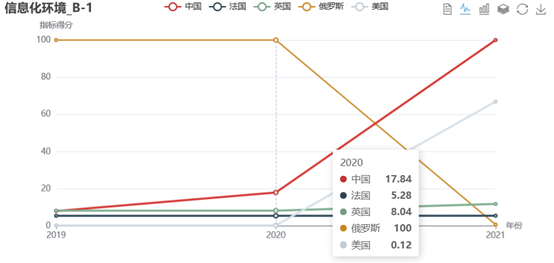 信息化环境_B-1
中国 法国 英国 俄罗斯 美国
指标得分
100
80
60
40
20
0
2019 2020 2021 年份
2020
中国 17.84
法国 5.28
英国 8.04
俄罗斯 100
美国 0.12